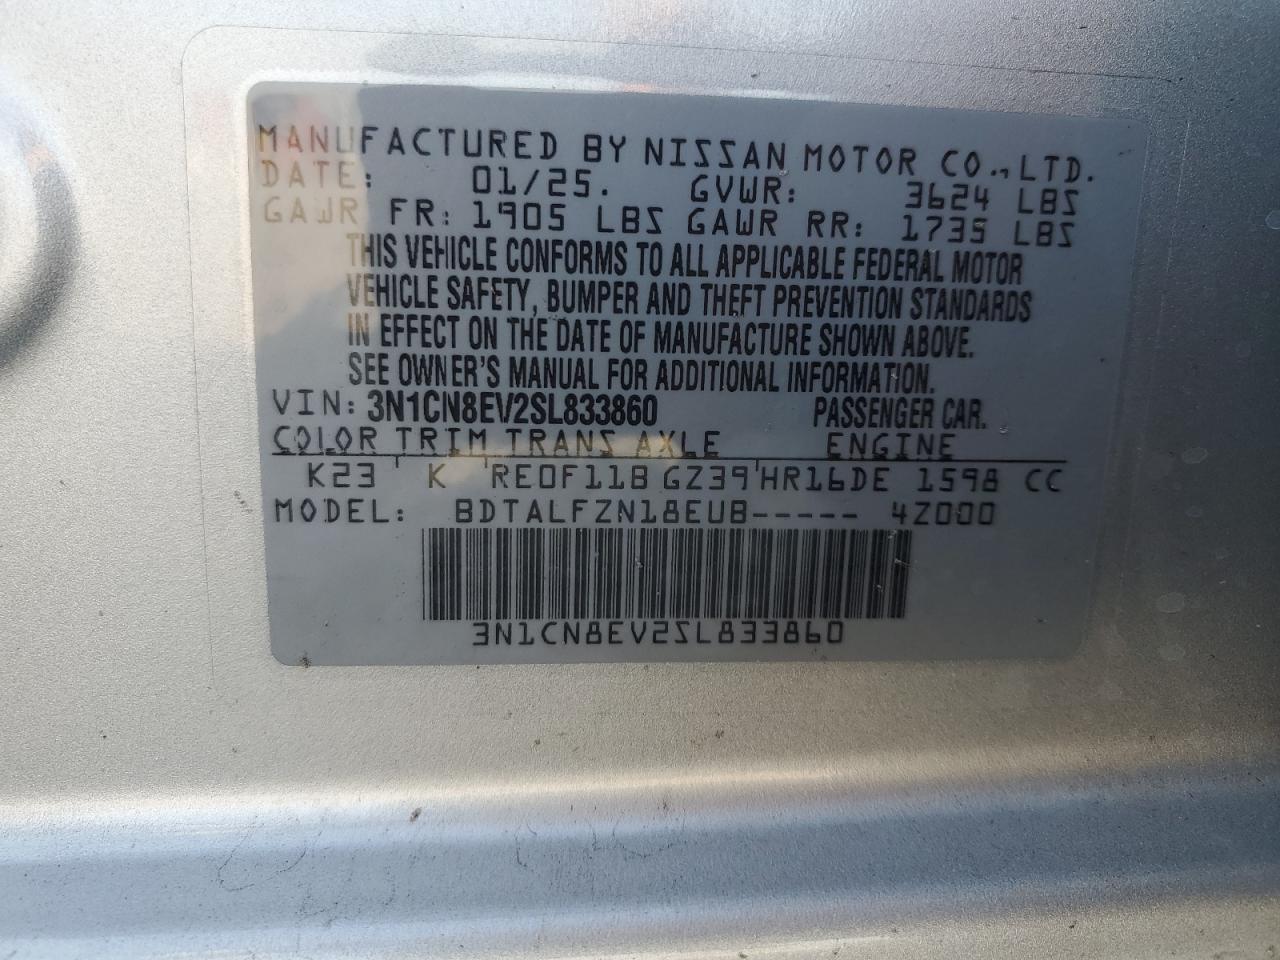 MANUFACTURED BY NISSAN MOTOR CO., LTD.
DATE: 01/25. GVWR: 3624 LBS
GAWR FR: 1905 LBS GAWR RR: 1735 LBS
THIS VEHICLE CONFORMS TO ALL APPLICABLE FEDERAL MOTOR
VEHICLE SAFETY, BUMPER AND THEFT PREVENTION STANDARDS
IN EFFECT ON THE DATE OF MANUFACTURE SHOWN ABOVE.
SEE OWNER'S MANUAL FOR ADDITIONAL INFORMATION.
VIN: 3N1CN8EV2SL833860 PASSENGER CAR.
COLOR TRIM TRANS AXLE ENGINE
K23 ' K ' RE0F11B GZ39 ' HR16DE 1598 CC
MODEL: BDTALFZN18EUB----- 4Z000
3N1CN8EV2SL833860